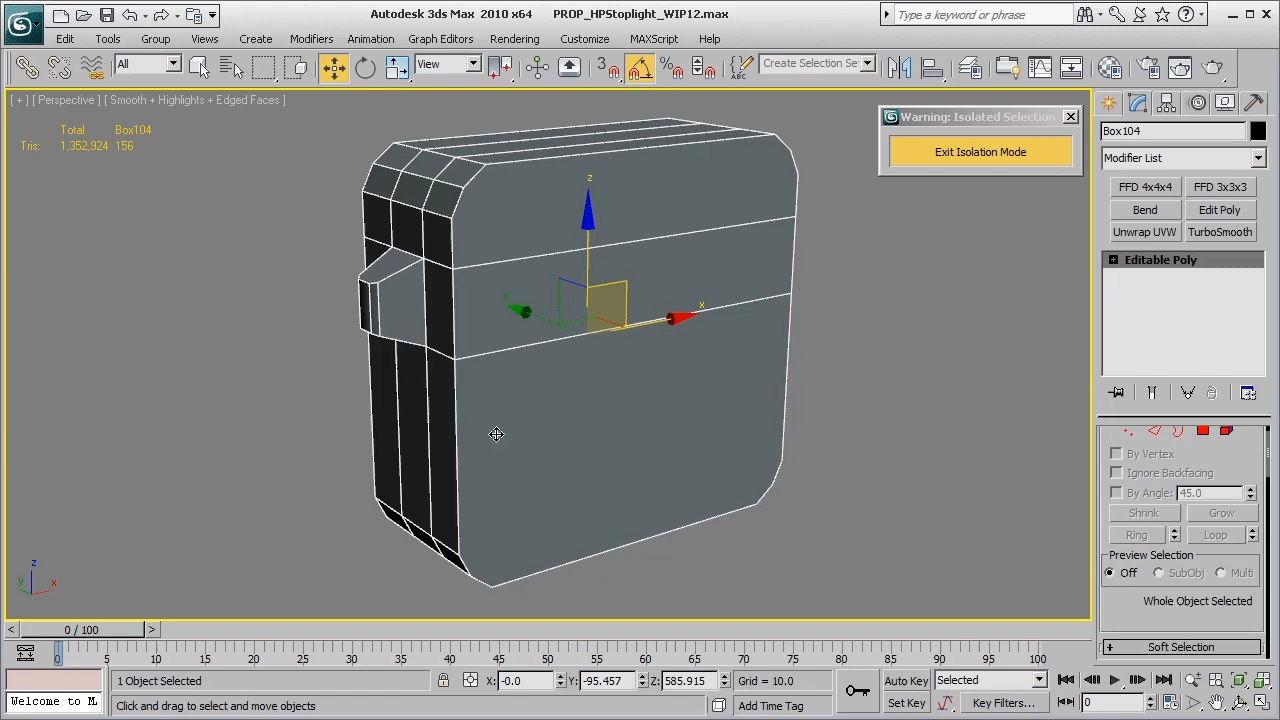 Autodesk 3ds Max 2010 x64 PROP_HPStoplight_WIP12.max
Type a keyword or phrase
Edit Tools Group Views Create Modifiers Animation Graph Editors Rendering Customize MAXScript Help
All View 3 Create Selection Se
[ + ] [ Perspective ] [ Smooth + Highlights + Edged Faces ]
Total Box104
Tris: 1,352,924 156
Warning: Isolated Selection
Exit Isolation Mode
Box104
Modifier List
FFD 4x4x4 FFD 3x3x3
Bend Edit Poly
Unwrap UVW TurboSmooth
Editable Poly
By Vertex
Ignore Backfacing
By Angle: 45.0
Shrink Grow
Ring Loop
Preview Selection
Off SubObj Multi
Whole Object Selected
+ Soft Selection
z
x
z
y x
< 0 / 100 >
0 5 10 15 20 25 30 35 40 45 50 55 60 65 70 75 80 85 90 95 100
1 Object Selected X: -0.0 Y: -95.457 Z: 585.915 Grid = 10.0 Auto Key Selected
Welcome to M Click and drag to select and move objects Add Time Tag Set Key Key Filters... 0